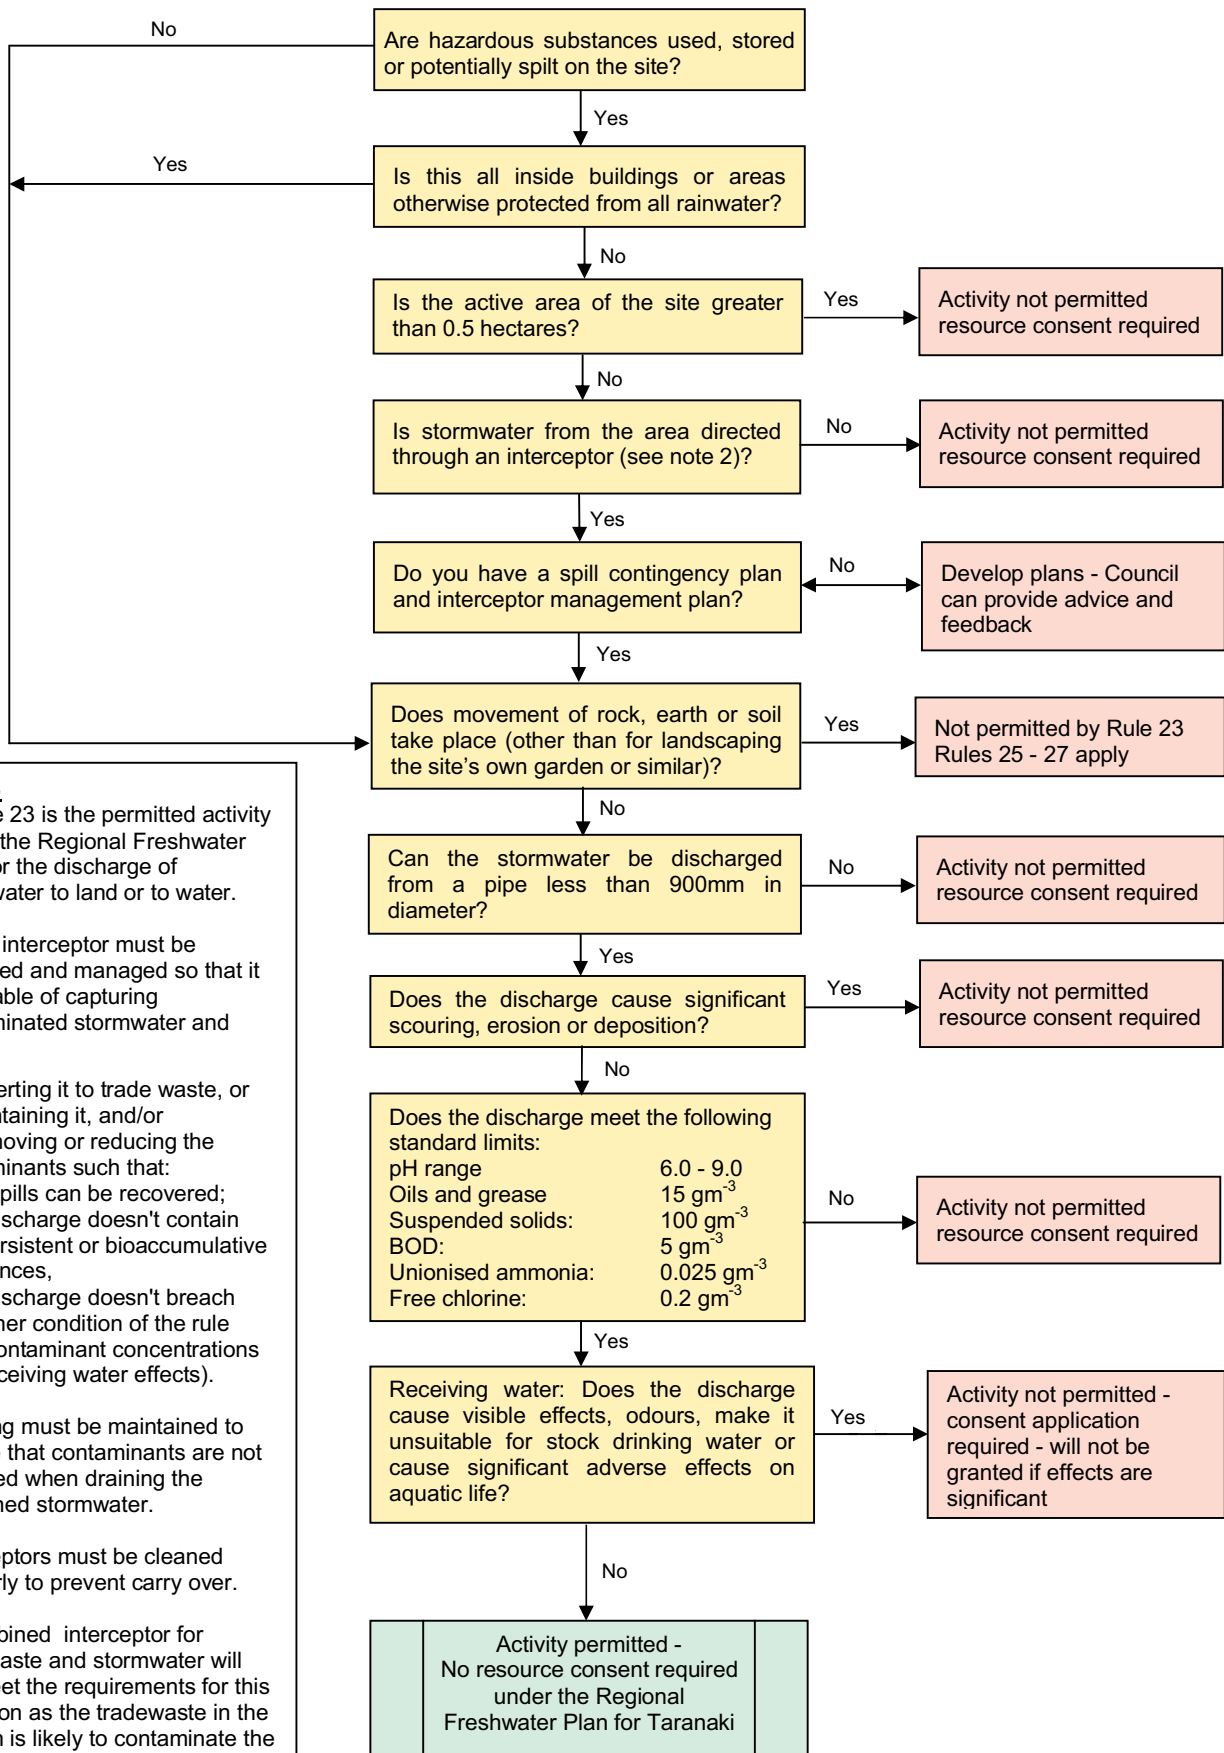 No
Are hazardous substances used, stored
or potentially spilt on the site?
Yes
Yes
Is this all inside buildings or areas
otherwise protected from all rainwater?
No
Is the active area of the site greater
than 0.5 hectares?
Yes
Activity not permitted
resource consent required
No
Is stormwater from the area directed
through an interceptor (see note 2)?
No
Activity not permitted
resource consent required
Yes
Do you have a spill contingency plan
and interceptor management plan?
No
Develop plans - Council
can provide advice and
feedback
Yes
Does movement of rock, earth or soil
take place (other than for landscaping
the site's own garden or similar)?
Yes
Not permitted by Rule 23
Rules 25 - 27 apply
No
Can the stormwater be discharged
from a pipe less than 900mm in
diameter?
No
Activity not permitted
resource consent required
Yes
Does the discharge cause significant
scouring, erosion or deposition?
Yes
Activity not permitted
resource consent required
No
Does the discharge meet the following
standard limits:
pH range 6.0 - 9.0
Oils and grease 15 gm-3
Suspended solids: 100 gm-3
BOD: 5 gm-3
Unionised ammonia: 0.025 gm-3
Free chlorine: 0.2 gm-3
No
Activity not permitted
resource consent required
Yes
Receiving water: Does the discharge
cause visible effects, odours, make it
unsuitable for stock drinking water or
cause significant adverse effects on
aquatic life?
Yes
Activity not permitted -
consent application
required - will not be
granted if effects are
significant
No
Activity permitted -
No resource consent required
under the Regional
Freshwater Plan for Taranaki
23 is the permitted activity
the Regional Freshwater
or the discharge of
water to land or to water.
interceptor must be
ed and managed so that it
able of capturing
minated stormwater and
erting it to trade waste, or
ntaining it, and/or
moving or reducing the
minants such that:
pills can be recovered;
ischarge doesn't contain
rsistent or bioaccumulative
nces,
ischarge doesn't breach
her condition of the rule
ontaminant concentrations
ceiving water effects).
ng must be maintained to
that contaminants are not
ed when draining the
ned stormwater.
eptors must be cleaned
rly to prevent carry over.
bined interceptor for
aste and stormwater will
eet the requirements for this
on as the tradewaste in the
is likely to contaminate the